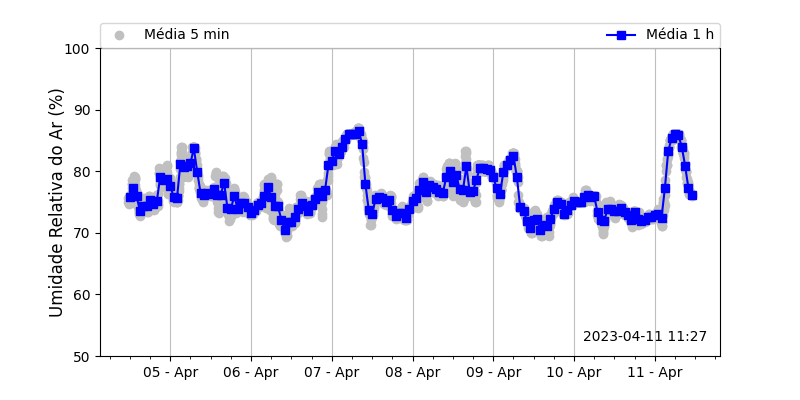 Média 5 min
Média 1 h
100
90
80
70
60
50
Umidade Relativa do Ar (%)
2023-04-11 11:27
05 - Apr
06 - Apr
07 - Apr
08 - Apr
09 - Apr
10 - Apr
11 - Apr